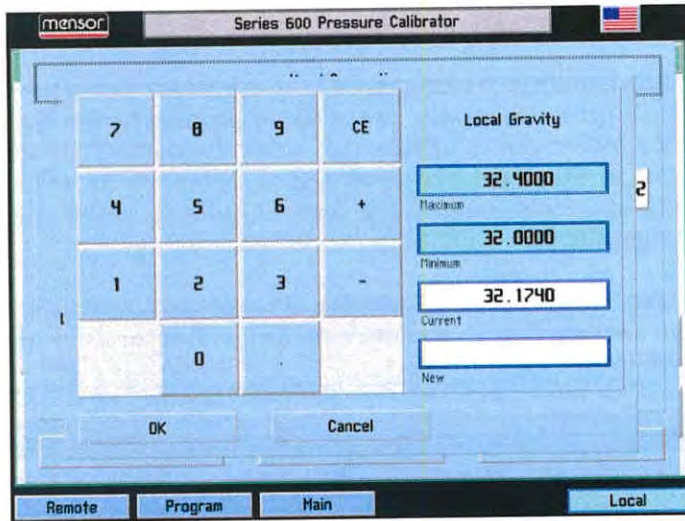 mensor
Series 600 Pressure Calibrator
7 8 9 CE
4 5 6 +
1 2 3 -
0 .
Local Gravity
32.4000
Maximum
32.0000
Minimum
32.1740
Current
New
2
OK Cancel
Remote Program Main Local